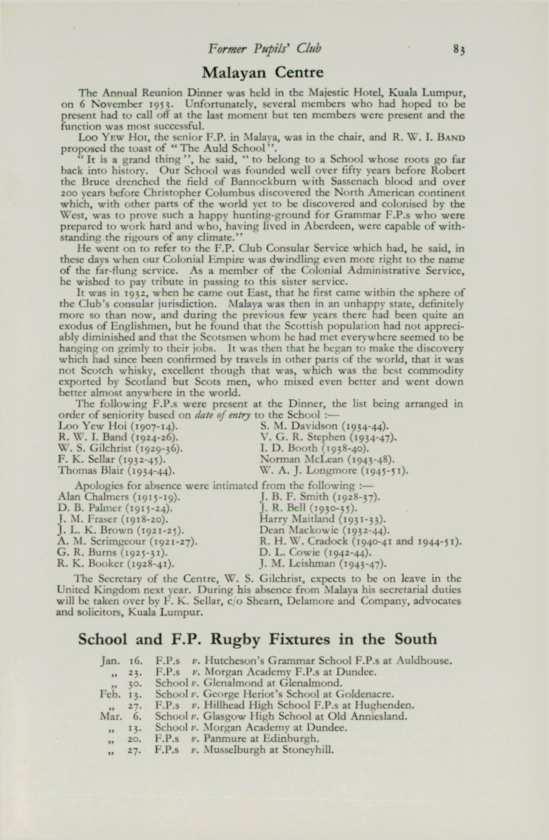 Former Pupils' Club 83
Malayan Centre
The Annual Reunion Dinner was held in the Majestic Hotel, Kuala Lumpur,
on 6 November 1953. Unfortunately, several members who had hoped to be
present had to call off at the last moment but ten members were present and the
function was most successful.
Loo Yew Hoi, the senior F.P. in Malaya, was in the chair, and R. W. I. Band
proposed the toast of "The Auld School".
"It is a grand thing", he said, "to belong to a School whose roots go far
back into history. Our School was founded well over fifty years before Robert
the Bruce drenched the field of Bannockburn with Sassenach blood and over
200 years before Christopher Columbus discovered the North American continent
which, with other parts of the world yet to be discovered and colonised by the
West, was to prove such a happy hunting-ground for Grammar F.P.s who were
prepared to work hard and who, having lived in Aberdeen, were capable of with-
standing the rigours of any climate."
He went on to refer to the F.P. Club Consular Service which had, he said, in
these days when our Colonial Empire was dwindling even more right to the name
of the far-flung service. As a member of the Colonial Administrative Service,
he wished to pay tribute in passing to this sister service.
It was in 1932, when he came out East, that he first came within the sphere of
the Club's consular jurisdiction. Malaya was then in an unhappy state, definitely
more so than now, and during the previous few years there had been quite an
exodus of Englishmen, but he found that the Scottish population had not appreci-
ably diminished and that the Scotsmen whom he had met everywhere seemed to be
hanging on grimly to their jobs. It was then that he began to make the discovery
which had since been confirmed by travels in other parts of the world, that it was
not Scotch whisky, excellent though that was, which was the best commodity
exported by Scotland but Scots men, who mixed even better and went down
better almost anywhere in the world.
The following F.P.s were present at the Dinner, the list being arranged in
order of seniority based on date of entry to the School :—
Loo Yew Hoi (1907-14). S. M. Davidson (1934-44).
R. W. I. Band (1924-26). V. G. R. Stephen (1934-47).
W. S. Gilchrist (1929-36). I. D. Booth (1938-40).
F. K. Sellar (1932-45). Norman McLean (1943-48).
Thomas Blair (1934-44). W. A. J. Longmore (1945-51).
Apologies for absence were intimated from the following :—
Alan Chalmers (1915-19). J. B. F. Smith (1928-37).
D. B. Palmer (1915-24). J. R. Bell (1930-35).
J. M. Fraser (1918-20). Harry Maitland (1931-33).
J. L. K. Brown (1921-25). Dean Mackowie (1932-44).
A. M. Scrimgeour (1921-27). R. H. W. Cradock (1940-41 and 1944-51).
G. R. Burns (1925-31). D. L. Cowie (1942-44).
R. K. Booker (1928-41). J. M. Leishman (1943-47).
The Secretary of the Centre, W. S. Gilchrist, expects to be on leave in the
United Kingdom next year. During his absence from Malaya his secretarial duties
will be taken over by F. K. Sellar, c/o Shearn, Delamore and Company, advocates
and solicitors, Kuala Lumpur.
School and F.P. Rugby Fixtures in the South
Jan. 16. F.P.s v. Hutcheson's Grammar School F.P.s at Auldhouse.
„ 23. F.P.s v. Morgan Academy F.P.s at Dundee.
„ 30. School v. Glenalmond at Glenalmond.
Feb. 13. School v. George Heriot's School at Goldenacre.
„ 27. F.P.s v. Hillhead High School F.P.s at Hughenden.
Mar. 6. School v. Glasgow High School at Old Anniesland.
„ 13. School v. Morgan Academy at Dundee.
„ 20. F.P.s v. Panmure at Edinburgh.
„ 27. F.P.s v. Musselburgh at Stoneyhill.